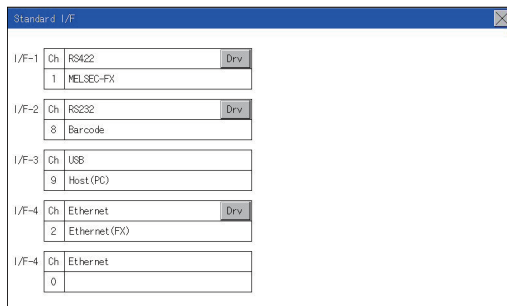 Standard I/F
I/F-1 Ch RS422 Drv
1 MELSEC-FX
I/F-2 Ch RS232 Drv
8 Barcode
I/F-3 Ch USB
9 Host(PC)
I/F-4 Ch Ethernet Drv
2 Ethernet(FX)
I/F-4 Ch Ethernet
0